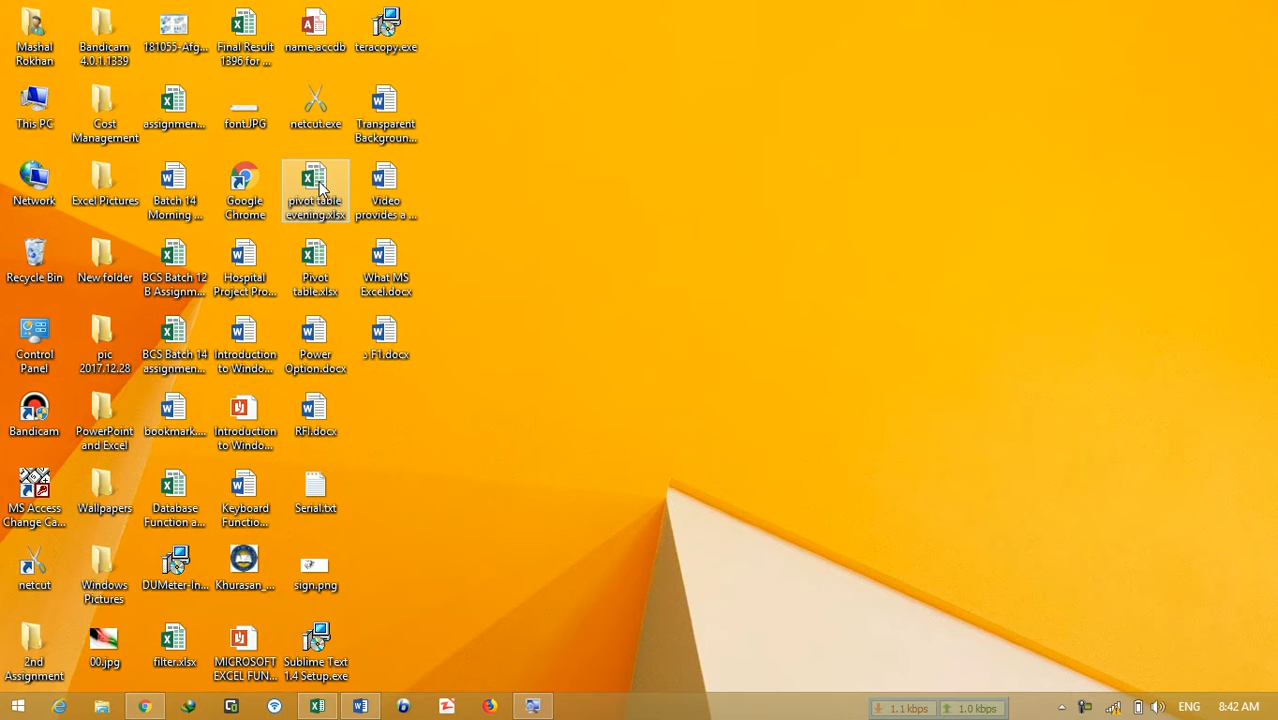 Mashal
Rokhan
Bandicam
4.0.1.1339
181055-Afg...
Final Result
1396 for ...
name.accdb
teracopy.exe
This PC
Cost
Management
assignmen...
font.JPG
netcut.exe
Transparent
Backgroun...
Network
Excel Pictures
Batch 14
Morning ...
Google
Chrome
pivot table
evening.xlsx
Video
provides a ...
Recycle Bin
New folder
BCS Batch 12
B Assignm...
Hospital
Project Pro...
Pivot
table.xlsx
What MS
Excel.docx
Control
Panel
pic
2017.12.28
BCS Batch 14
assignmen...
Introduction
to Windo...
Power
Option.docx
د F1.docx
Bandicam
PowerPoint
and Excel
bookmark....
Introduction
to Windo...
RFI.docx
MS Access
Change Ca...
Wallpapers
Database
Function a...
Keyboard
Functio...
Serial.txt
netcut
Windows
Pictures
DUMeter-In...
Khurasan_...
sign.png
2nd
Assignment
00.jpg
filter.xlsx
MICROSOFT
EXCEL FUN...
Sublime Text
1.4 Setup.exe
1.1 kbps
1.0 kbps
ENG
8:42 AM